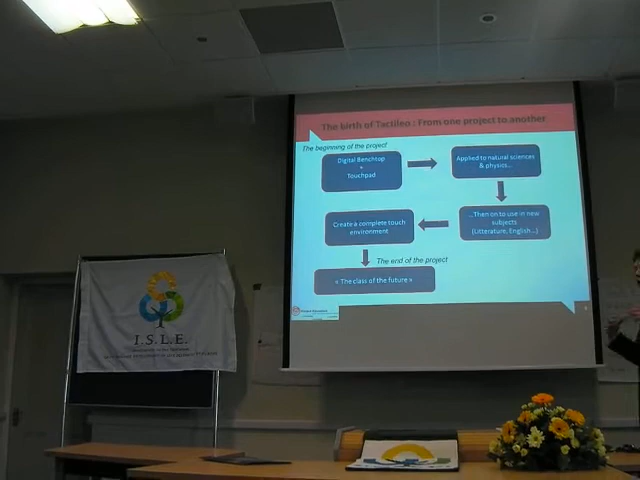 The birth of Tactileo : From one project to another
The beginning of the project
Digital Benchtop
+
Touchpad
Applied to natural sciences
& physics...
...Then on to use in new
subjects
(Litterature, English...)
Create a complete touch
environment
The end of the project
« The class of the future »
I.S.L.E.